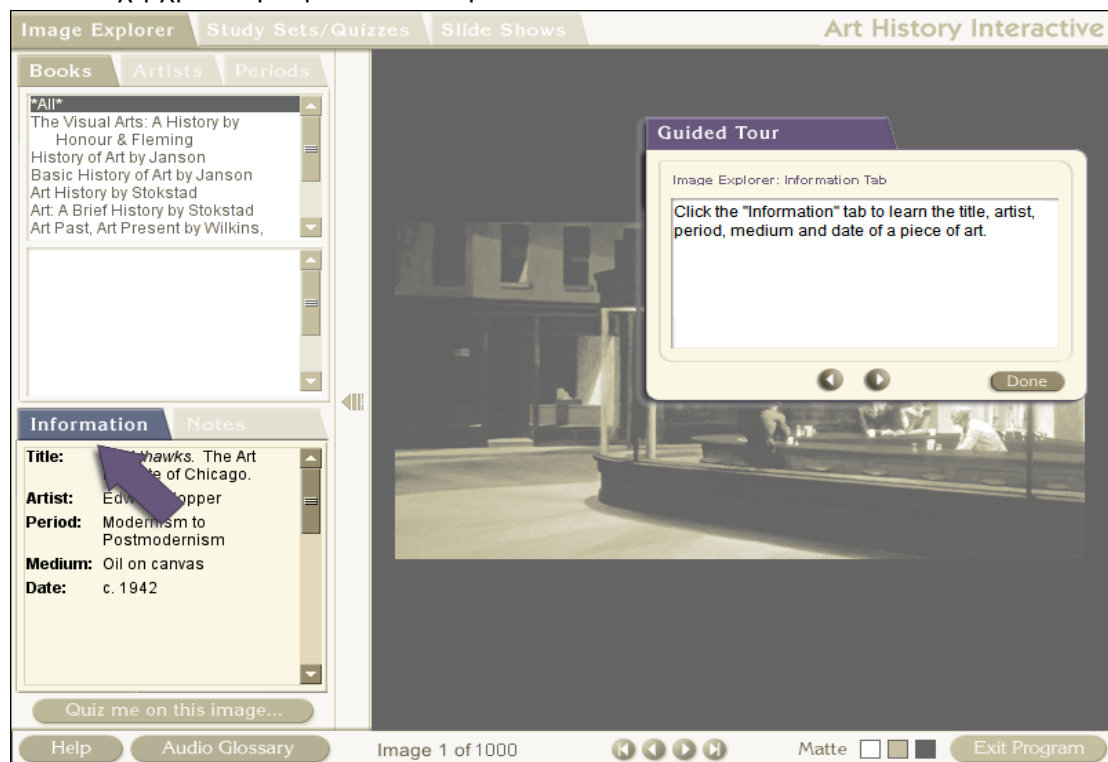 Image Explorer Study Sets/Quizzes Slide Shows Art History Interactive
Books Artists Periods
*All*
The Visual Arts: A History by
Honour & Fleming
History of Art by Janson
Basic History of Art by Janson
Art History by Stokstad
Art: A Brief History by Stokstad
Art Past, Art Present by Wilkins,
Guided Tour
Image Explorer: Information Tab
Click the "Information" tab to learn the title, artist,
period, medium and date of a piece of art.
Done
Information Notes
Title: The Art
of Chicago.
Artist:
Period: Modernism to
Postmodernism
Medium: Oil on canvas
Date: c. 1942
Quiz me on this image...
Help Audio Glossary Image 1 of 1000 Matte Exit Program